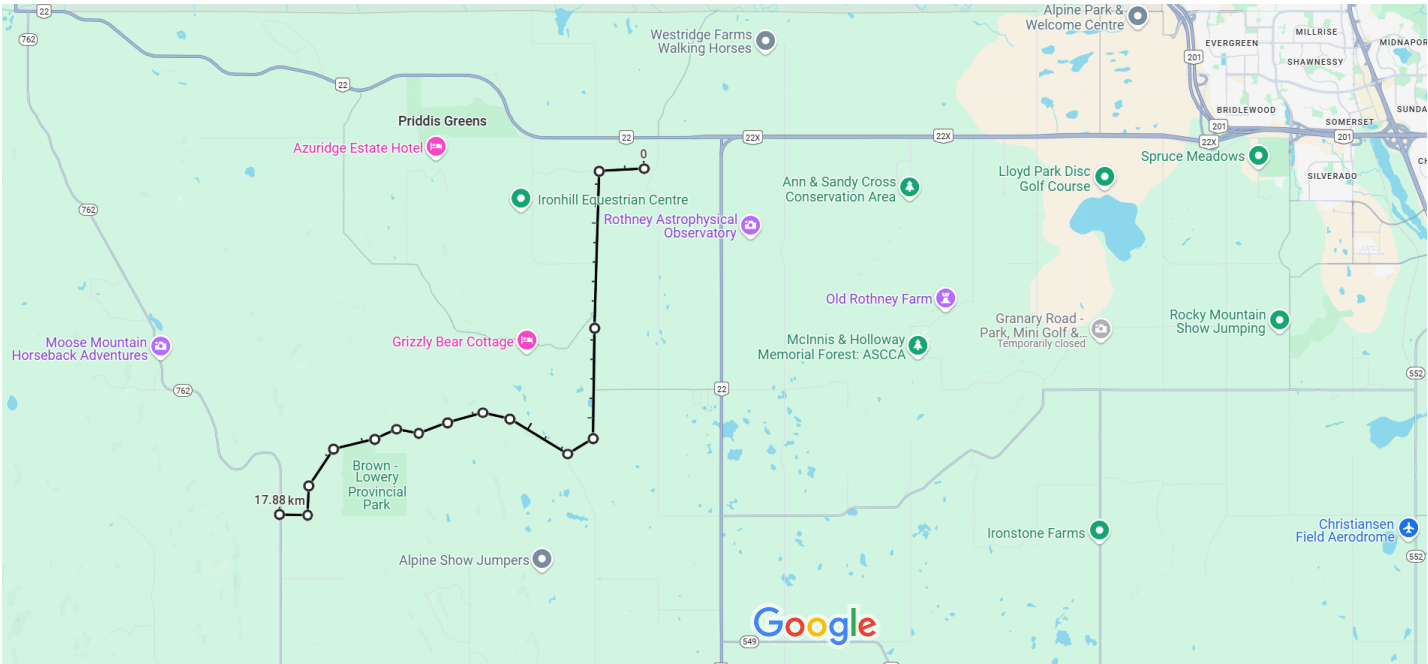 22
762
Alpine Park &
Welcome Centre
Westridge Farms
Walking Horses
EVERGREEN
MILLRISE
MIDNAPOR
SHAWNESSY
201
22
BRIDLEWOOD
SOMERSET
SUNDA
Priddis Greens
201
22
22X
22X
22X
201
Azuridge Estate Hotel
0
Spruce Meadows
CH
Lloyd Park Disc
Golf Course
SILVERADO
Ann & Sandy Cross
Conservation Area
Ironhill Equestrian Centre
762
Rothney Astrophysical
Observatory
Old Rothney Farm
Granary Road -
Park, Mini Golf &...
Temporarily closed
Rocky Mountain
Show Jumping
Moose Mountain
Horseback Adventures
Grizzly Bear Cottage
McInnis & Holloway
Memorial Forest: ASCCA
552
762
22
Brown -
Lowery
Provincial
Park
17.88 km
Ironstone Farms
Christiansen
Field Aerodrome
552
Alpine Show Jumpers
Google
549